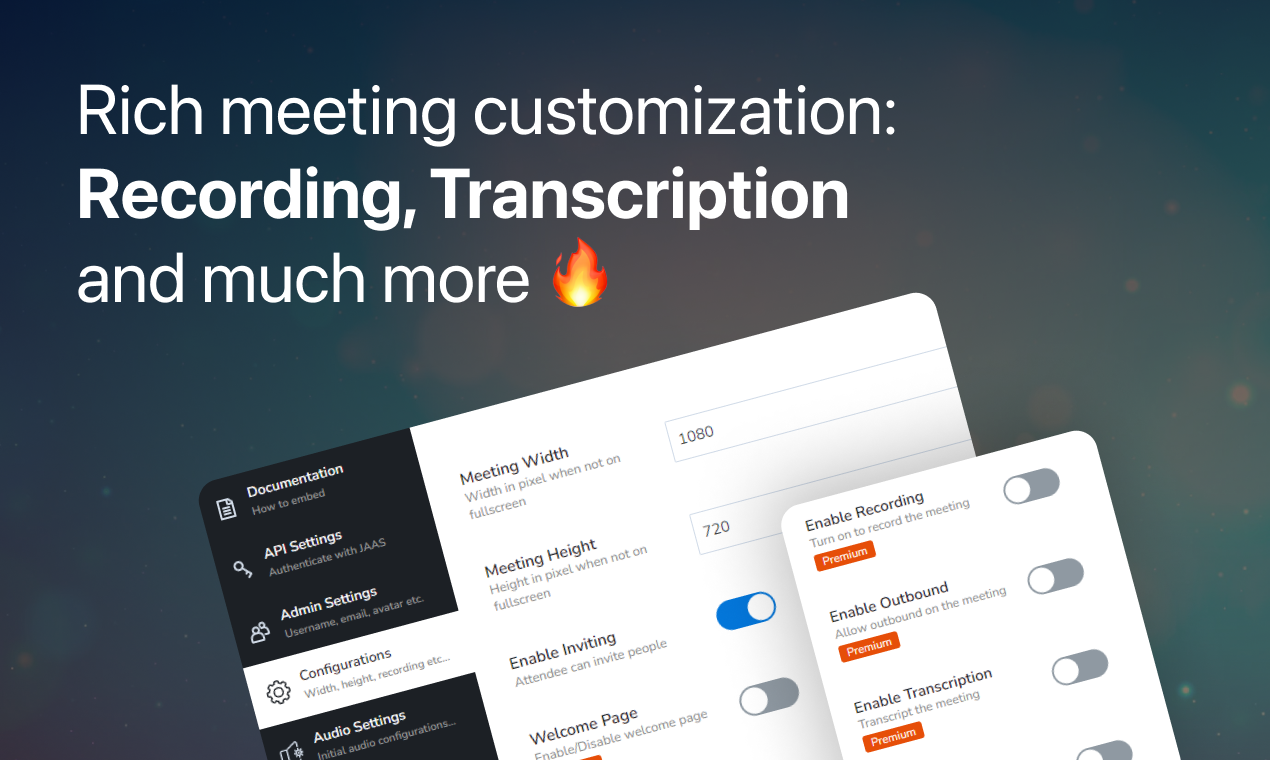 Rich meeting customization:
Recording, Transcription
and much more 🔥
Documentation
How to embed
API Settings
Authenticate with JAAS
Admin Settings
Username, email, avatar etc.
Configurations
Width, height, recording etc...
Audio Settings
Initial audio configurations...
Meeting Width
Width in pixel when not on
fullscreen
1080
Meeting Height
Height in pixel when not on
fullscreen
720
Enable Inviting
Attendee can invite people
Welcome Page
Enable/Disable welcome page
Enable Recording
Turn on to record the meeting
Premium
Enable Outbound
Allow outbound on the meeting
Premium
Enable Transcription
Transcript the meeting
Premium